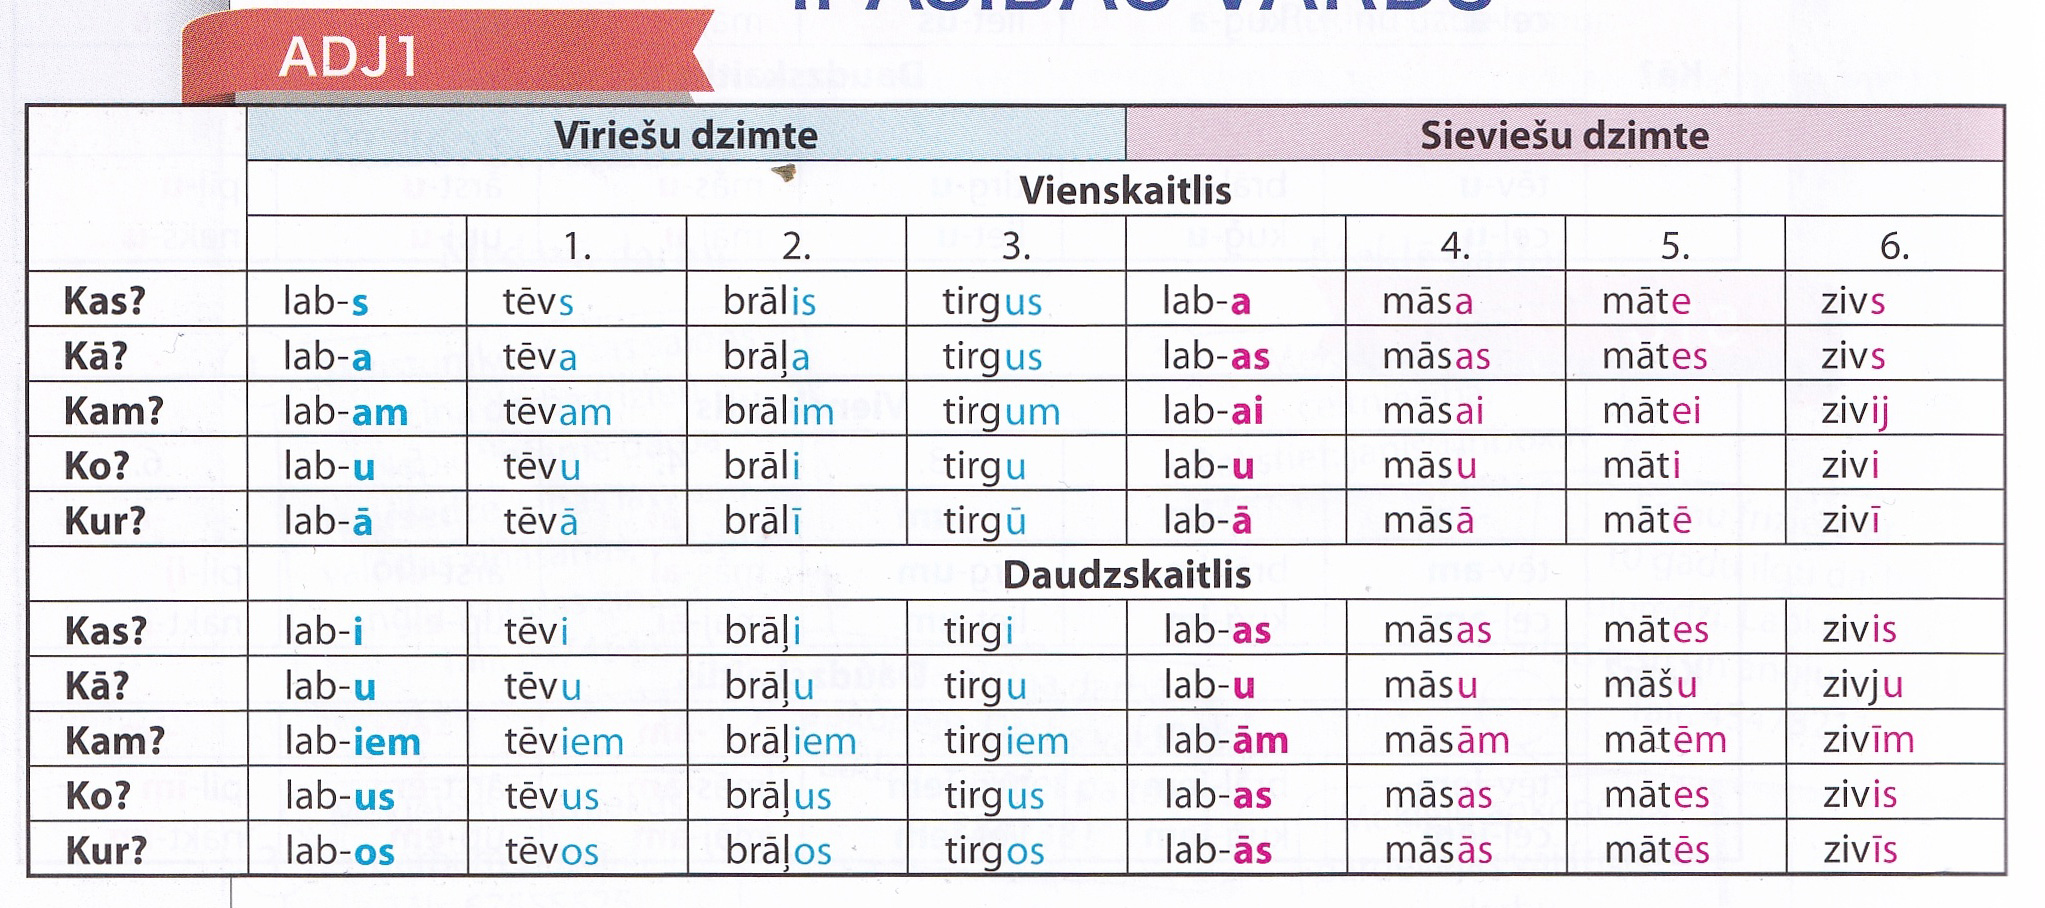 ADJ1
Vīriešu dzimte Sieviešu dzimte
Vienskaitlis
1. 2. 3. 4. 5. 6.
Kas? lab-s tēvs brālis tirgus lab-a māsa māte zivs
Kā? lab-a tēva brāļa tirgus lab-as māsas mātes zivs
Kam? lab-am tēvam brālim tirgum lab-ai māsai mātei zivij
Ko? lab-u tēvu brāli tirgu lab-u māsu māti zivi
Kur? lab-ā tēvā brālī tirgū lab-ā māsā mātē zivī
Daudzskaitlis
Kas? lab-i tēvi brāļi tirgi lab-as māsas mātes zivis
Kā? lab-u tēvu brāļu tirgu lab-u māsu māšu zivju
Kam? lab-iem tēviem brāļiem tirgiem lab-ām māsām mātēm zivīm
Ko? lab-us tēvus brāļus tirgus lab-as māsas mātes zivis
Kur? lab-os tēvos brāļos tirgos lab-ās māsās mātēs zivīs